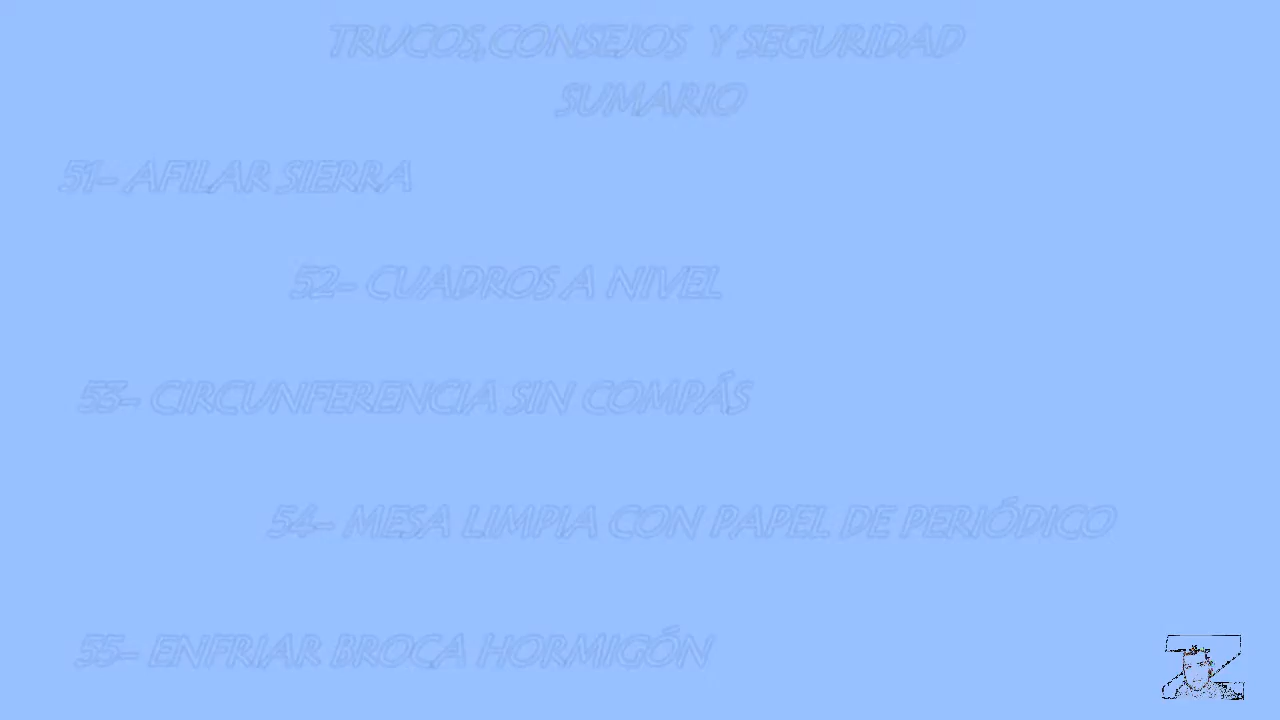 TRUCOS,CONSEJOS Y SEGURIDAD
SUMARIO
51- AFILAR SIERRA
52- CUADROS A NIVEL
53- CIRCUNFERENCIA SIN COMPÁS
54- MESA LIMPIA CON PAPEL DE PERIÓDICO
55- ENFRIAR BROCA HORMIGÓN